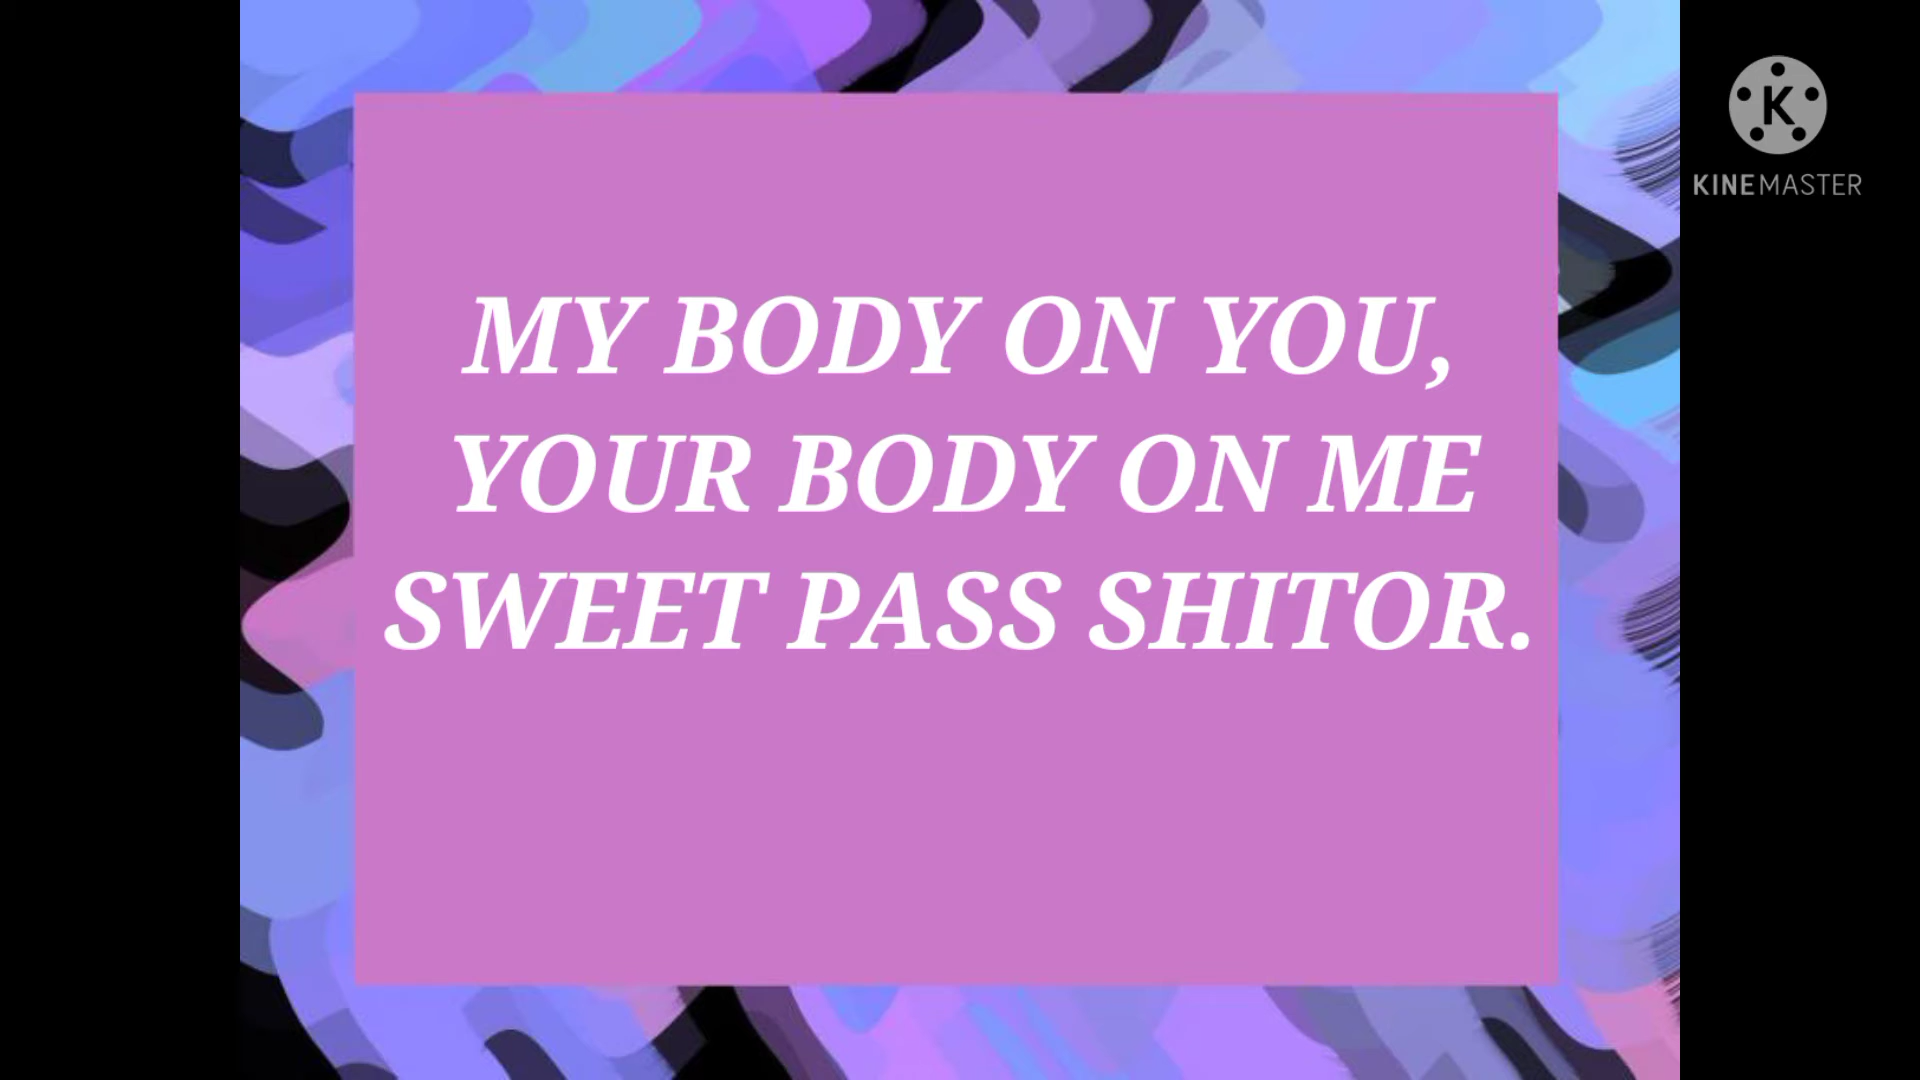 MY BODY ON YOU,
YOUR BODY ON ME
SWEET PASS SHITOR.
K
KINEMASTER